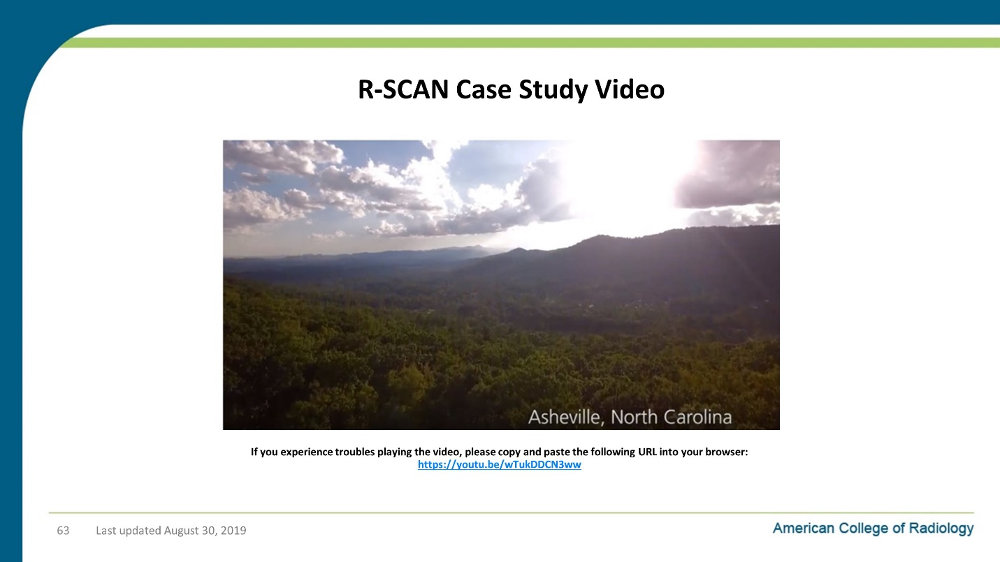 R-SCAN Case Study Video
Asheville, North Carolina
If you experience troubles playing the video, please copy and paste the following URL into your browser:
https://youtu.be/wTukDDCN3ww
63 Last updated August 30, 2019
American College of Radiology